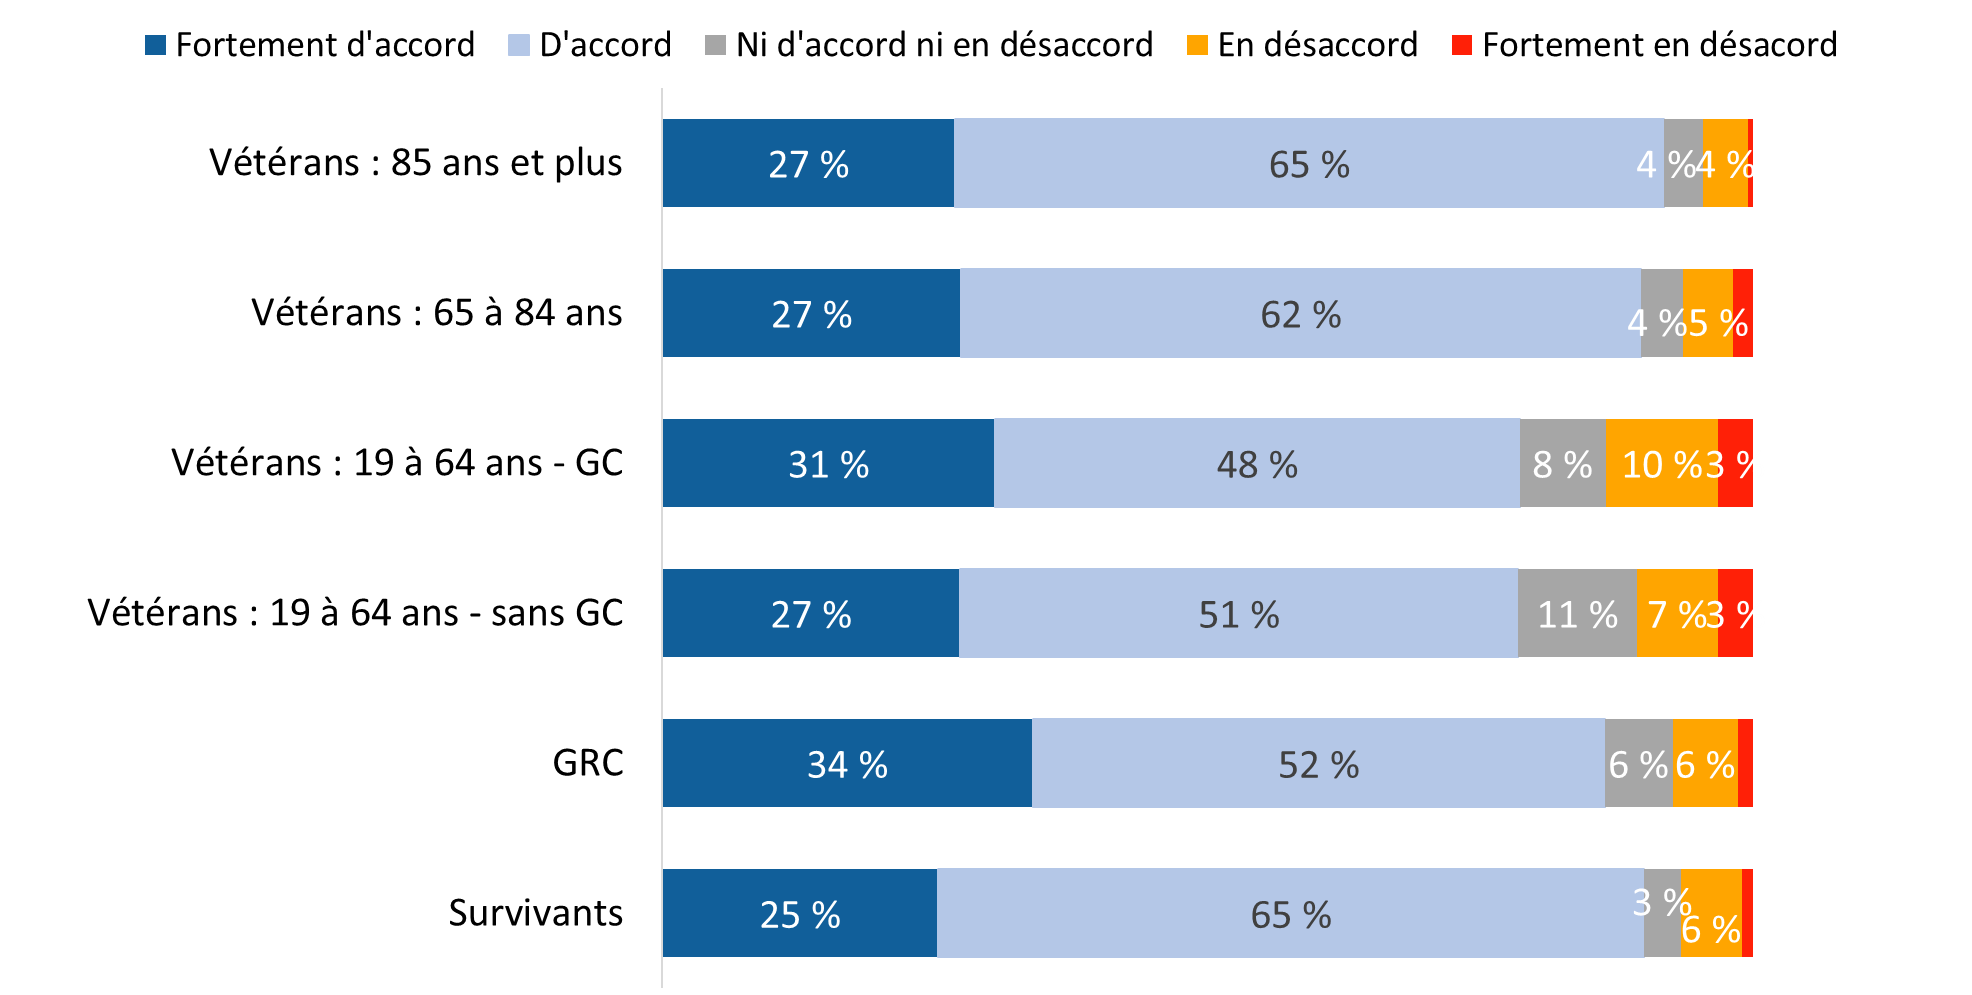 Fortement d'accord D'accord Ni d'accord ni en désaccord En désaccord Fortement en désacord
Vétérans : 85 ans et plus 27 % 65 % 4 % 4 %
Vétérans : 65 à 84 ans 27 % 62 % 4 % 5 %
Vétérans : 19 à 64 ans - GC 31 % 48 % 8 % 10 % 3 %
Vétérans : 19 à 64 ans - sans GC 27 % 51 % 11 % 7 % 3 %
GRC 34 % 52 % 6 % 6 %
Survivants 25 % 65 % 3 % 6 %